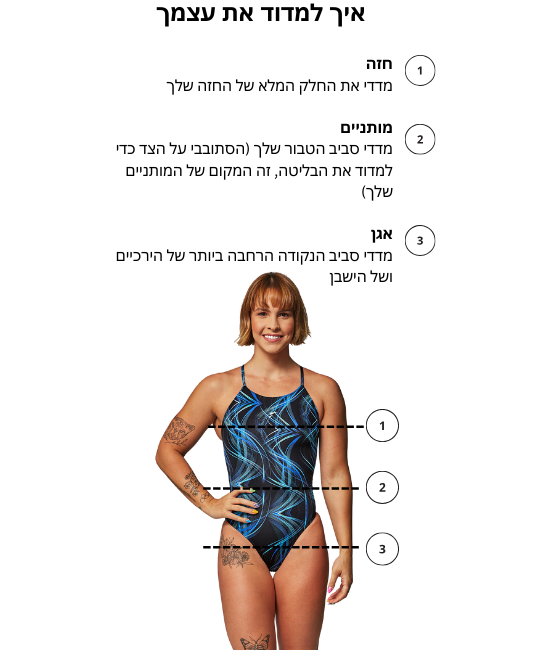 איך למדוד את עצמך
חזה
1
מדדי את החלק המלא של החזה שלך
מותניים
2
מדדי סביב הטבור שלך (הסתובבי על הצד כדי
למדוד את הבליטה, זה המקום של המותניים
שלך)
אגן
3
מדדי סביב הנקודה הרחבה ביותר של הירכיים
ושל הישבן
1
2
3